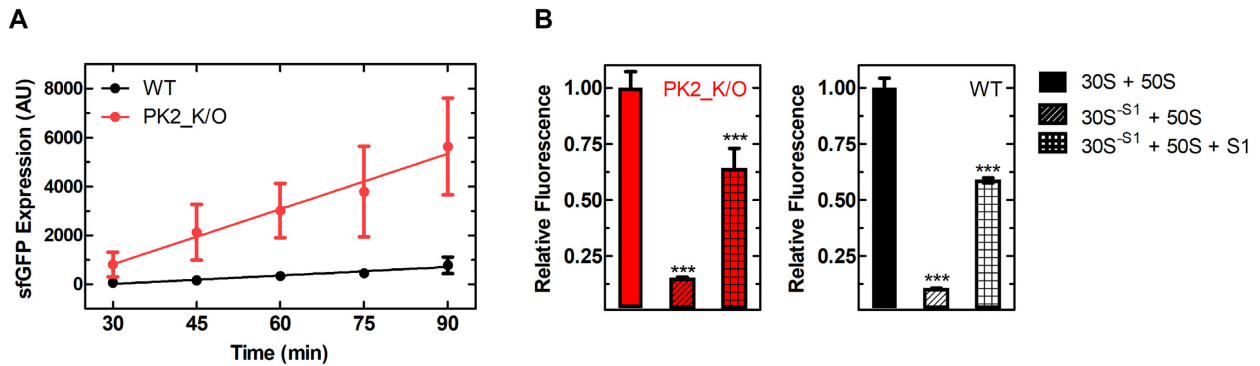 A
sfGFP Expression (AU)
8000
6000
4000
2000
0
WT
PK2_K/O
30 45 60 75 90
Time (min)
B
Relative Fluorescence
1.00
0.75
0.50
0.25
PK2_K/O
***
***
Relative Fluorescence
1.00
0.75
0.50
0.25
WT
***
***
30S + 50S
30S-S1 + 50S
30S-S1 + 50S + S1